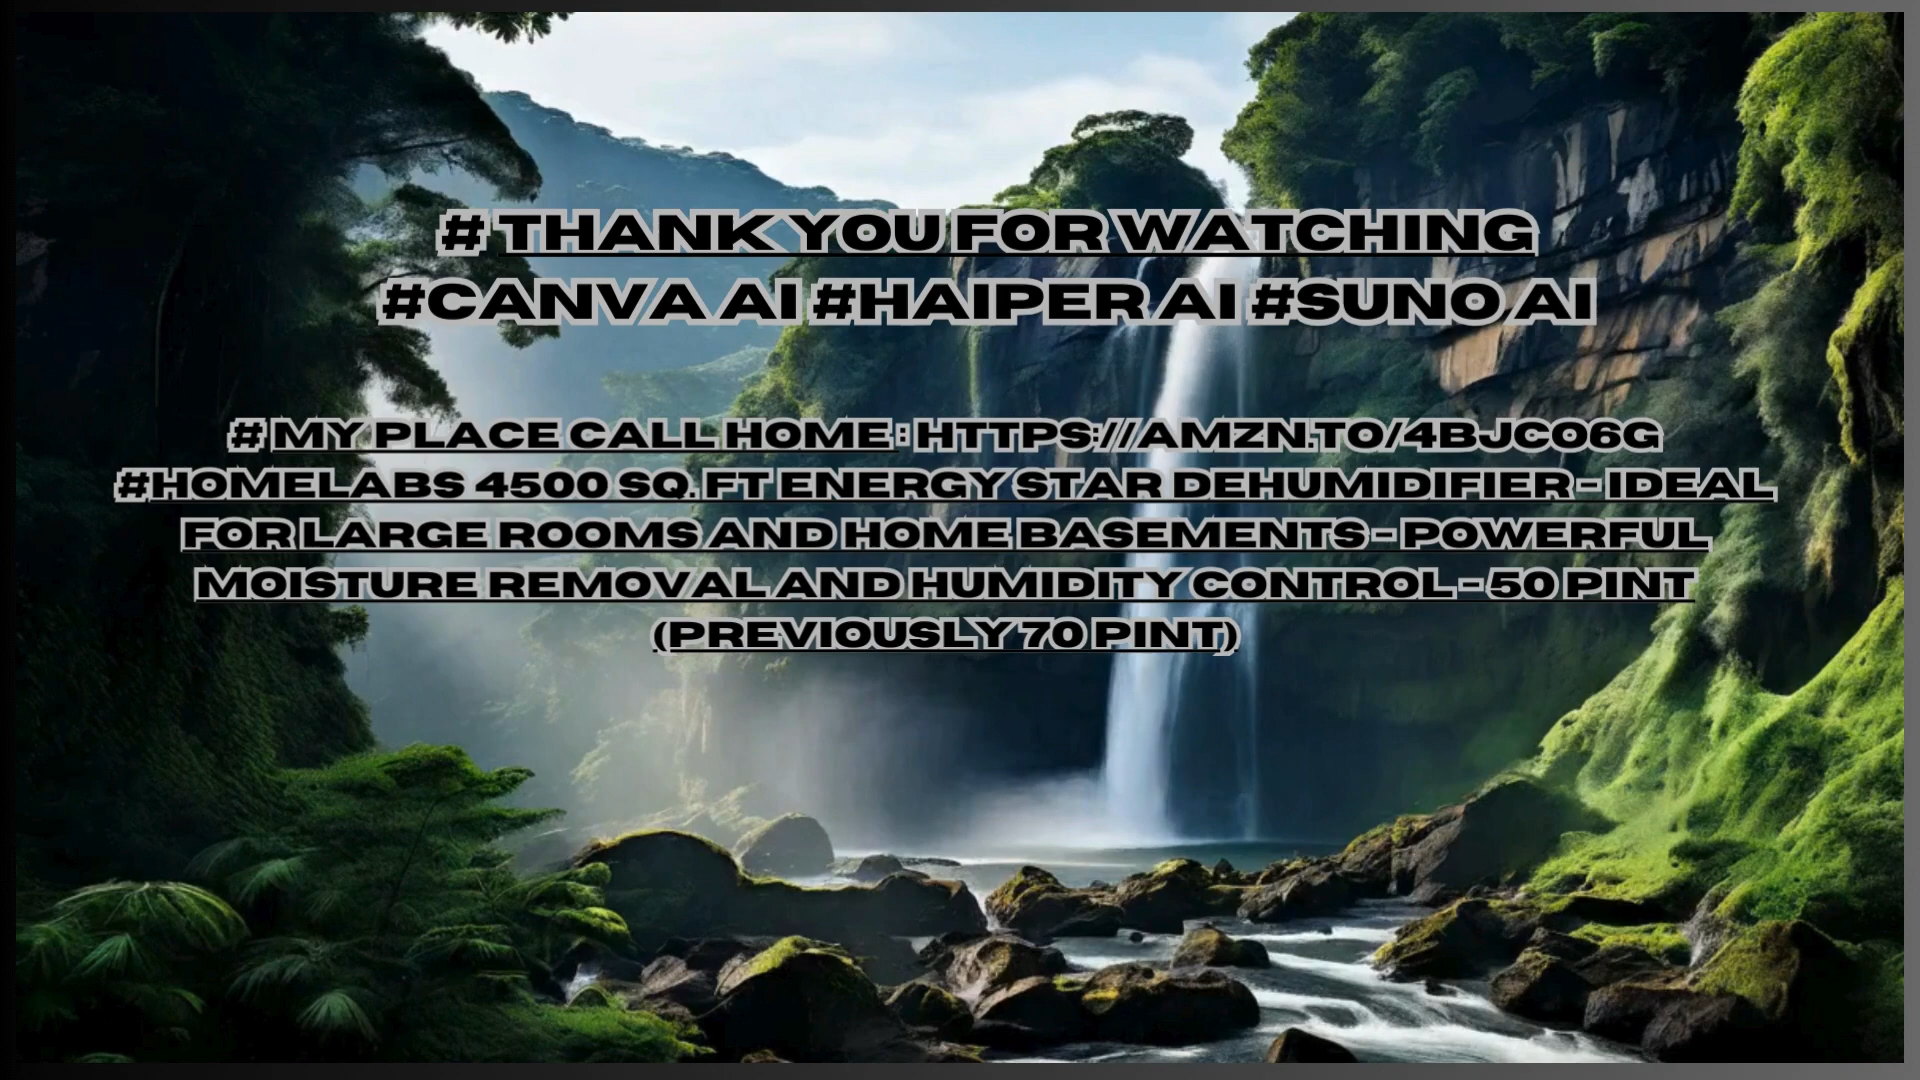 # THANK YOU FOR WATCHING
#CANVA AI #HAIPER AI #SUNO AI
# MY PLACE CALL HOME : HTTPS://AMZN.TO/4BJCO6G
#HOMELABS 4500 SQ. FT ENERGY STAR DEHUMIDIFIER - IDEAL
FOR LARGE ROOMS AND HOME BASEMENTS - POWERFUL
MOISTURE REMOVAL AND HUMIDITY CONTROL - 50 PINT
(PREVIOUSLY 70 PINT)